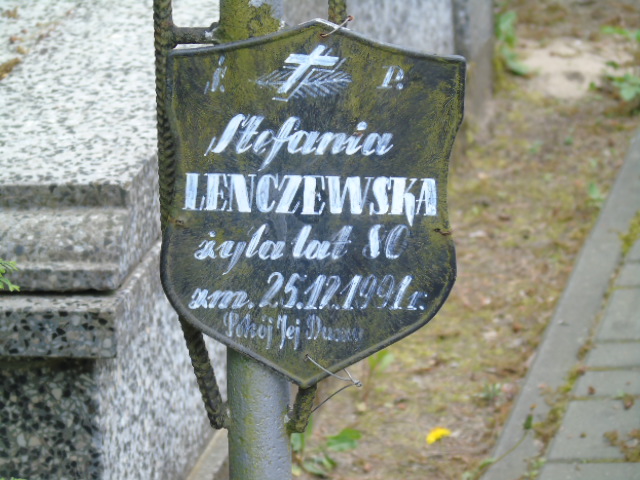 ś. P.
Stefania
LENCZEWSKA
żyła lat 80
zm. 25.12.1991 r.
Pokój Jej Duszy